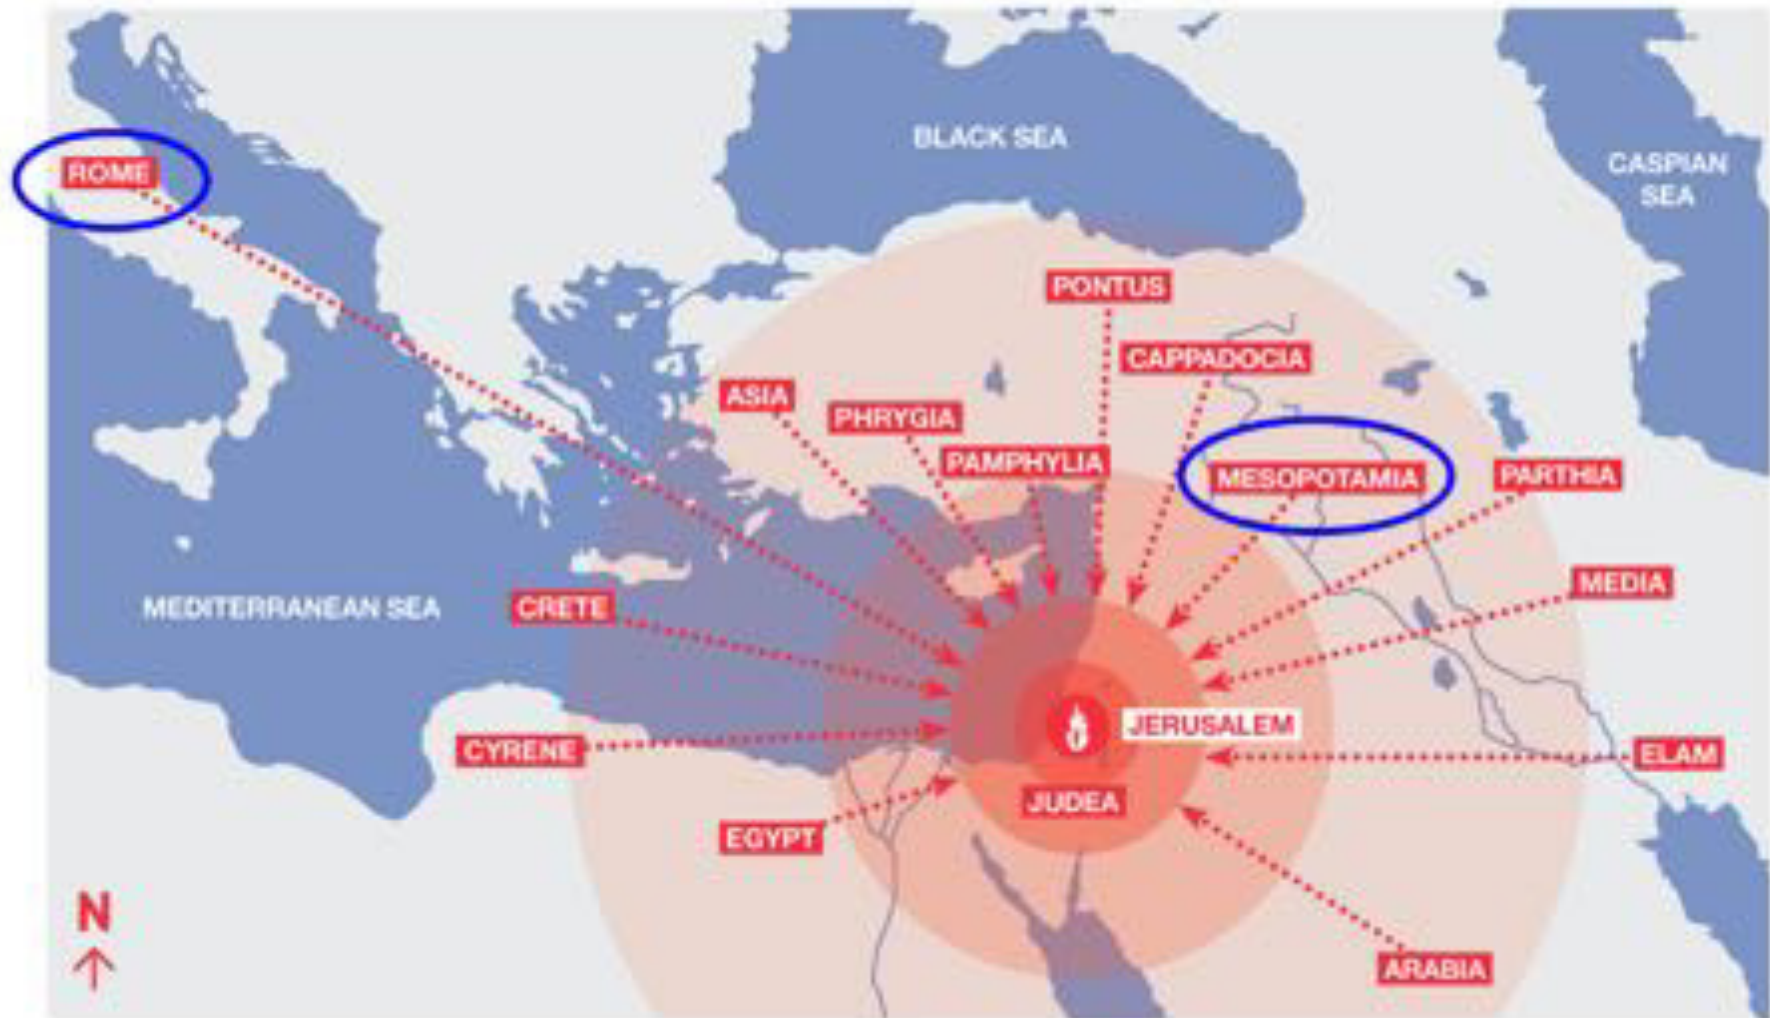 BLACK SEA
CASPIAN
SEA
ROME
PONTUS
CAPPADOCIA
ASIA
PHRYGIA
PAMPHYLIA
MESOPOTAMIA
PARTHIA
MEDIA
MEDITERRANEAN SEA
CRETE
JERUSALEM
CYRENE
ELAM
JUDEA
EGYPT
N
ARABIA